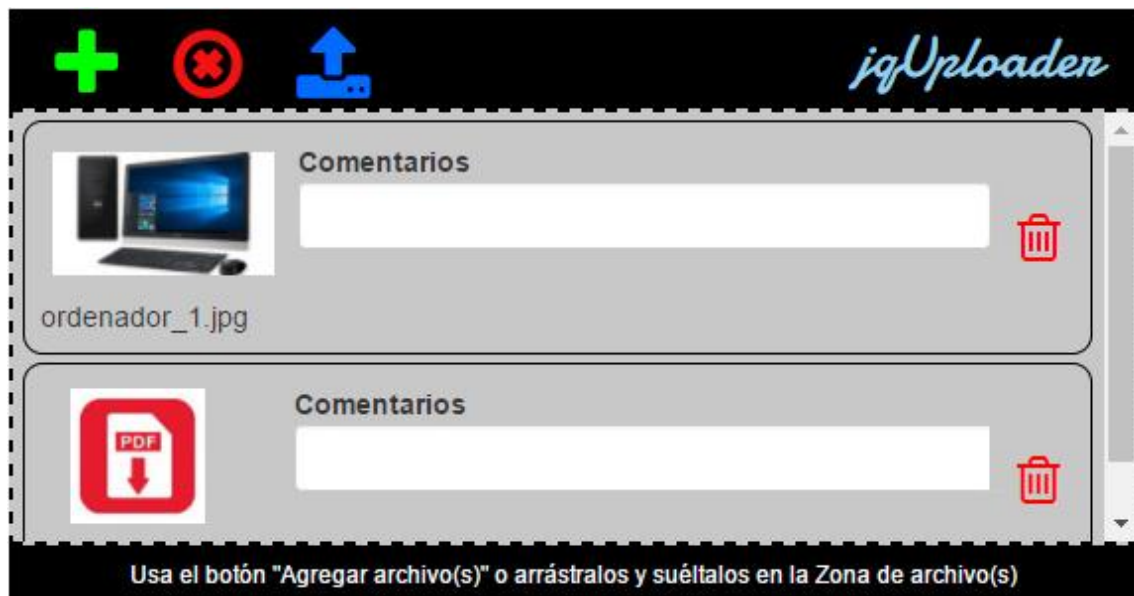 jqUploader
Comentarios
ordenador_1.jpg
Comentarios
PDF
Usa el botón "Agregar archivo(s)" o arrástralos y suéltalos en la Zona de archivo(s)